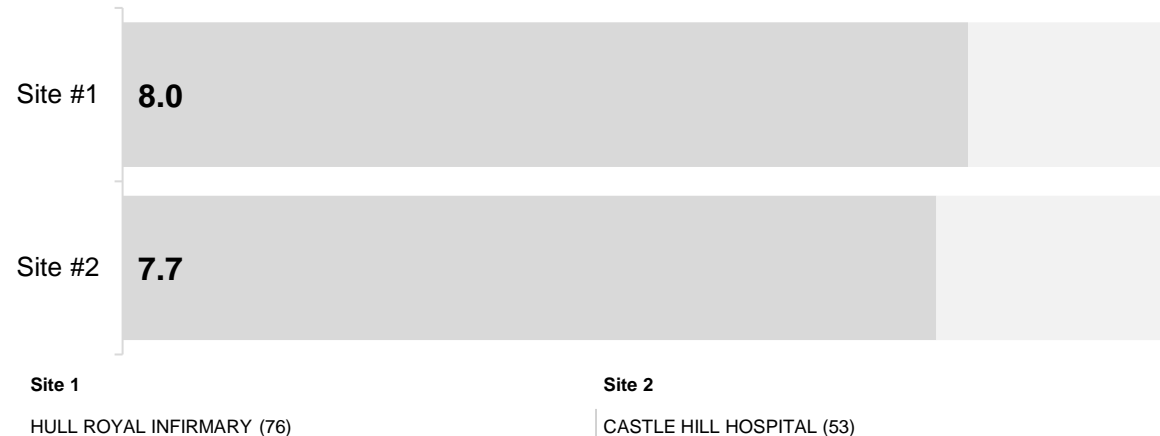 Site #1 8.0
Site #2 7.7
Site 1 Site 2
HULL ROYAL INFIRMARY (76) CASTLE HILL HOSPITAL (53)